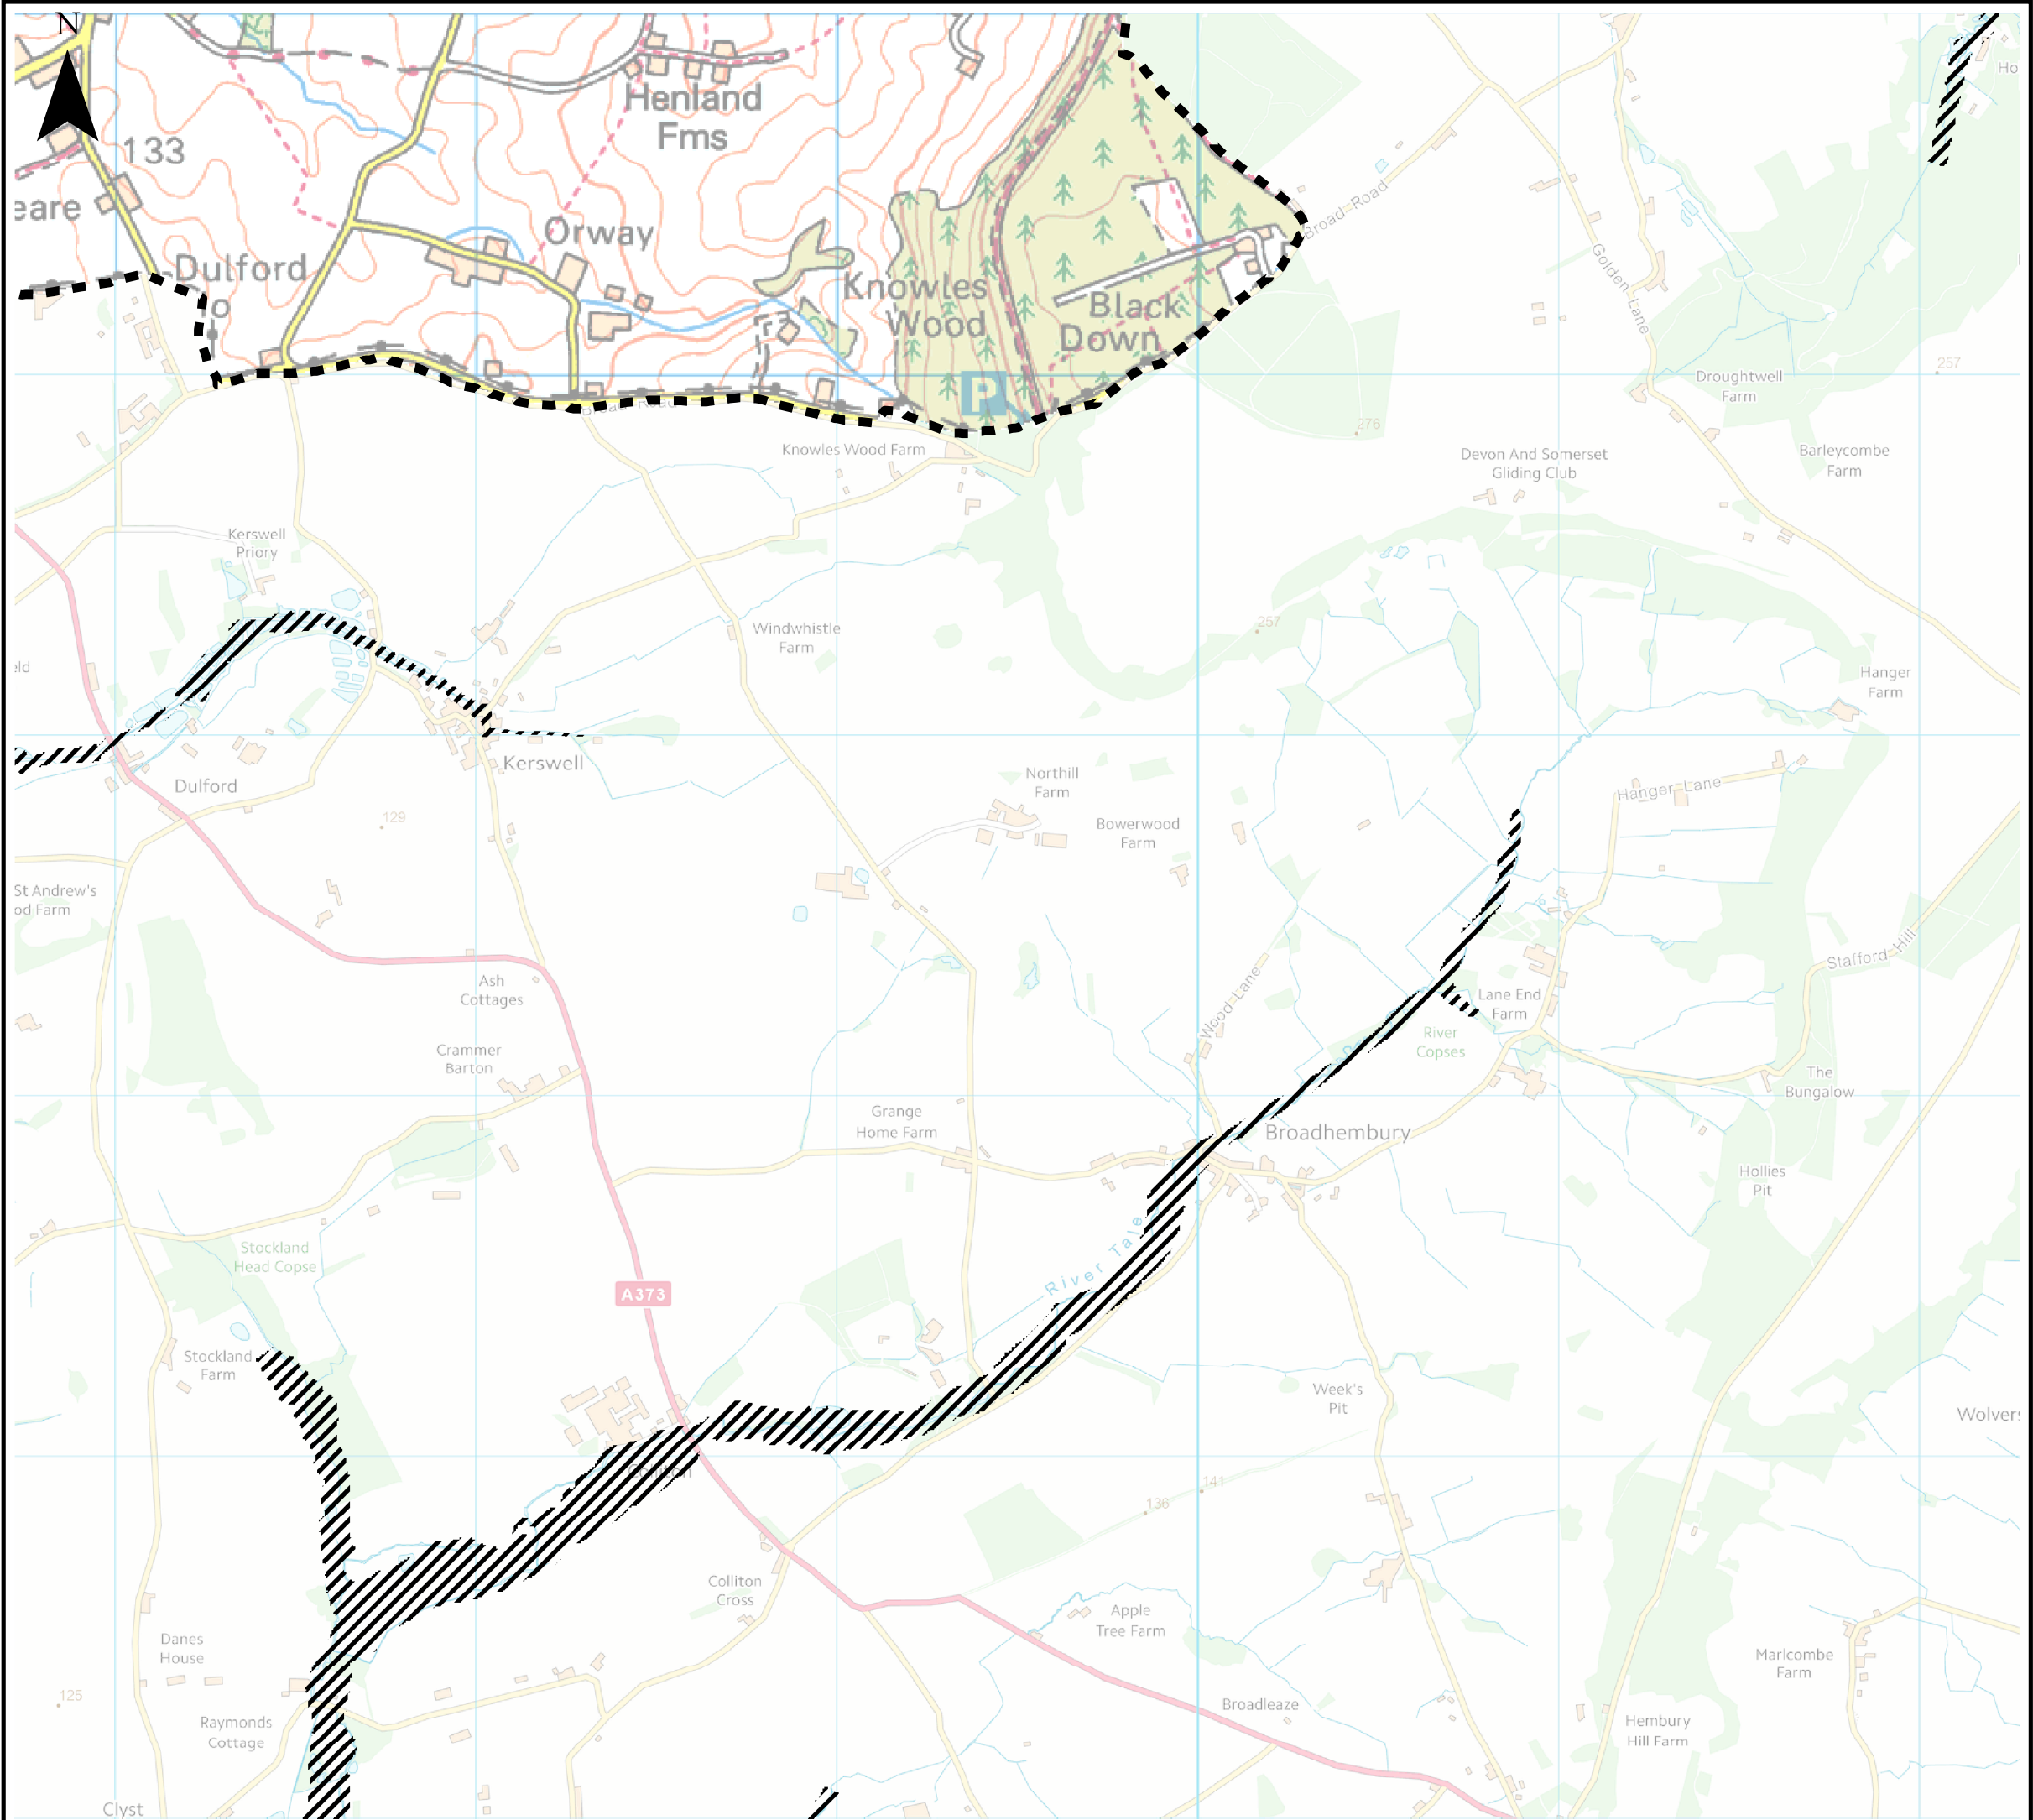 N
Henland
Fms
133
eare
Orway
Dulford
Knowles
Wood
Black
Down
P
Broad Road
Golden Lane
257
Droughtwell
Farm
276
Knowles Wood Farm
Devon And Somerset
Gliding Club
Barleycombe
Farm
Kerswell
Priory
257
Windwhistle
Farm
eld
Hanger
Farm
Kerswell
Dulford
Northill
Farm
Hanger Lane
129
Bowerwood
Farm
St Andrew's
od Farm
Stafford Hill
Ash
Cottages
Wood Lane
Lane End
Farm
River
Copses
Crammer
Barton
The
Bungalow
Grange
Home Farm
Broadhembury
Hollies
Pit
River Tale
Stockland
Head Copse
A373
Stockland
Farm
Week's
Pit
Wolvers
Colliton
141
136
Colliton
Cross
Apple
Tree Farm
Danes
House
Marlcombe
Farm
125
Broadleaze
Raymonds
Cottage
Hembury
Hill Farm
Clyst